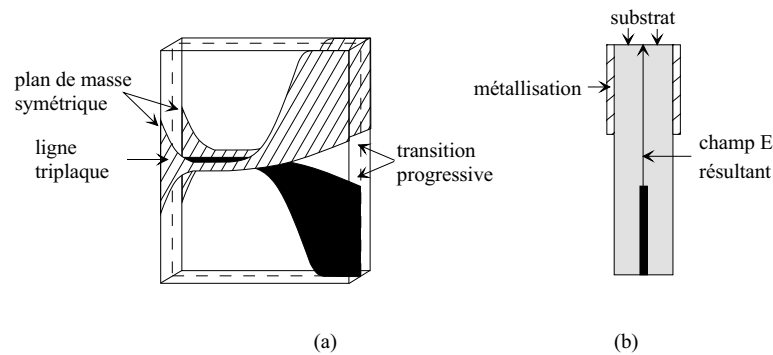 plan de masse
symétrique
ligne
triplaque
transition
progressive
(a)
substrat
métallisation
champ E
résultant
(b)